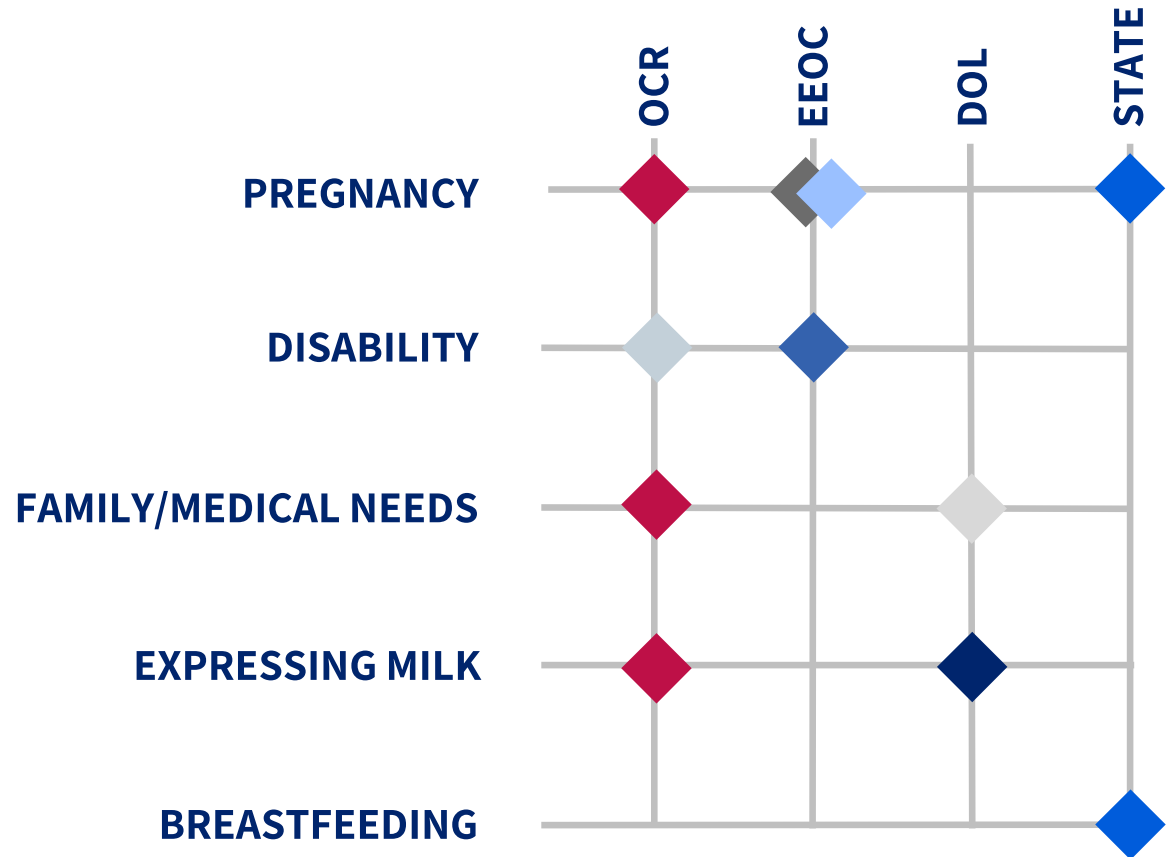 OCR
EEOC
DOL
STATE
PREGNANCY
DISABILITY
FAMILY/MEDICAL NEEDS
EXPRESSING MILK
BREASTFEEDING